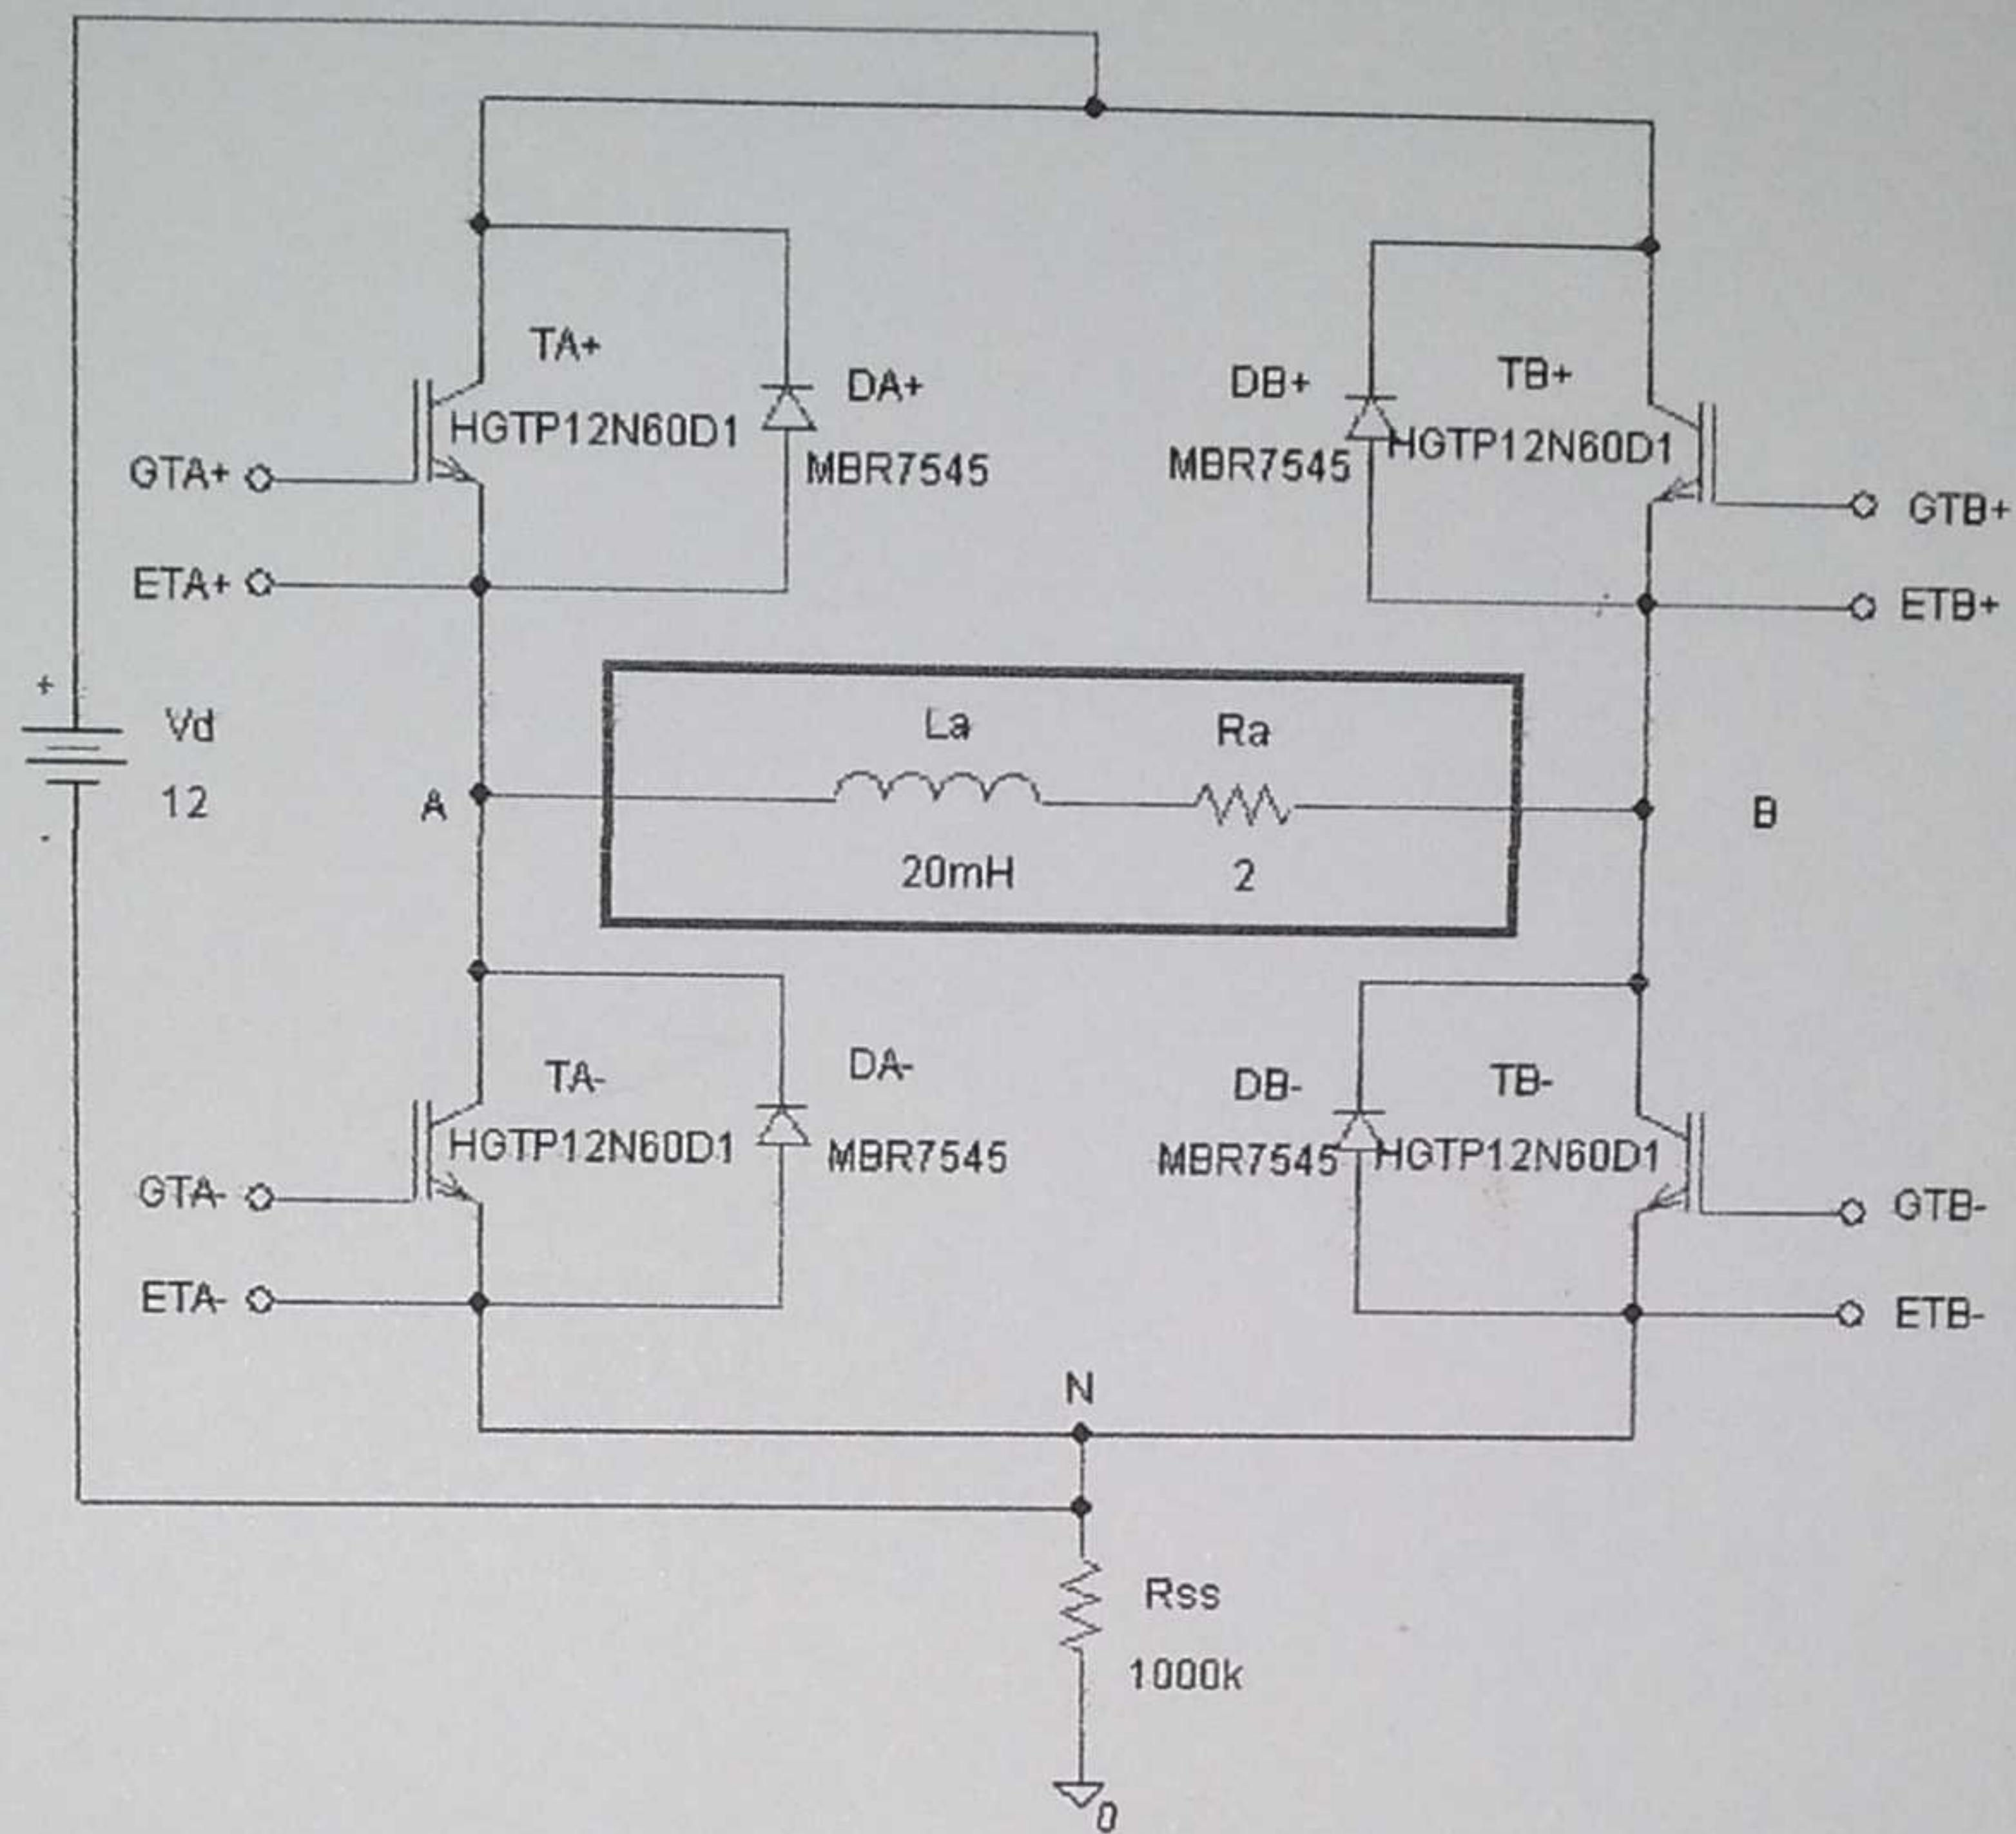 TA+
HGTP12N60D1
DA+
MBR7545
GTA+
ETA+
DB+
MBR7545
TB+
HGTP12N60D1
GTB+
ETB+
+
Vd
12
-
A
La
20mH
Ra
2
B
TA-
HGTP12N60D1
DA-
MBR7545
GTA-
ETA-
DB-
MBR7545
TB-
HGTP12N60D1
GTB-
ETB-
N
Rss
1000k
0